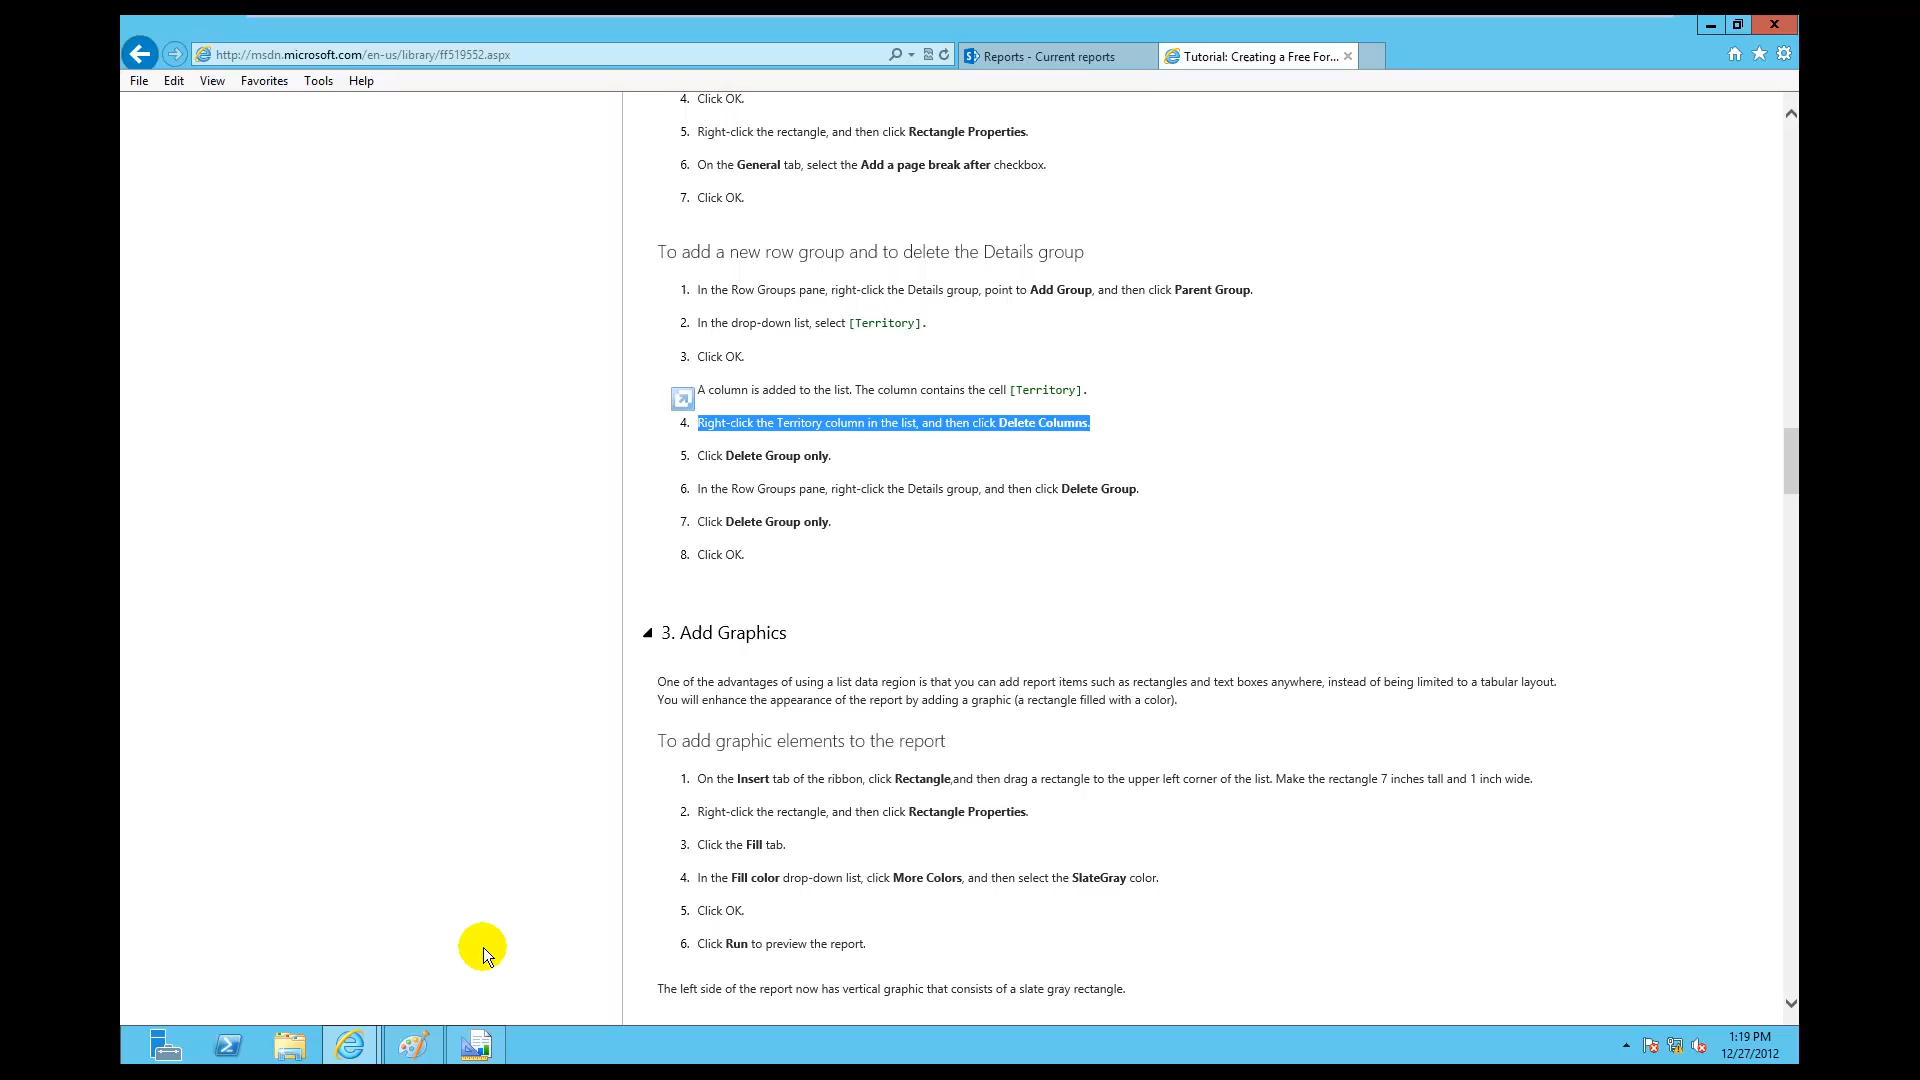 http://msdn.microsoft.com/en-us/library/ff519552.aspx
Reports - Current reports
Tutorial: Creating a Free For...
File Edit View Favorites Tools Help
4. Click OK.
5. Right-click the rectangle, and then click Rectangle Properties.
6. On the General tab, select the Add a page break after checkbox.
7. Click OK.
To add a new row group and to delete the Details group
1. In the Row Groups pane, right-click the Details group, point to Add Group, and then click Parent Group.
2. In the drop-down list, select [Territory].
3. Click OK.
A column is added to the list. The column contains the cell [Territory].
4. Right-click the Territory column in the list, and then click Delete Columns.
5. Click Delete Group only.
6. In the Row Groups pane, right-click the Details group, and then click Delete Group.
7. Click Delete Group only.
8. Click OK.
3. Add Graphics
One of the advantages of using a list data region is that you can add report items such as rectangles and text boxes anywhere, instead of being limited to a tabular layout.
You will enhance the appearance of the report by adding a graphic (a rectangle filled with a color).
To add graphic elements to the report
1. On the Insert tab of the ribbon, click Rectangle,and then drag a rectangle to the upper left corner of the list. Make the rectangle 7 inches tall and 1 inch wide.
2. Right-click the rectangle, and then click Rectangle Properties.
3. Click the Fill tab.
4. In the Fill color drop-down list, click More Colors, and then select the SlateGray color.
5. Click OK.
6. Click Run to preview the report.
The left side of the report now has vertical graphic that consists of a slate gray rectangle.
1:19 PM
12/27/2012